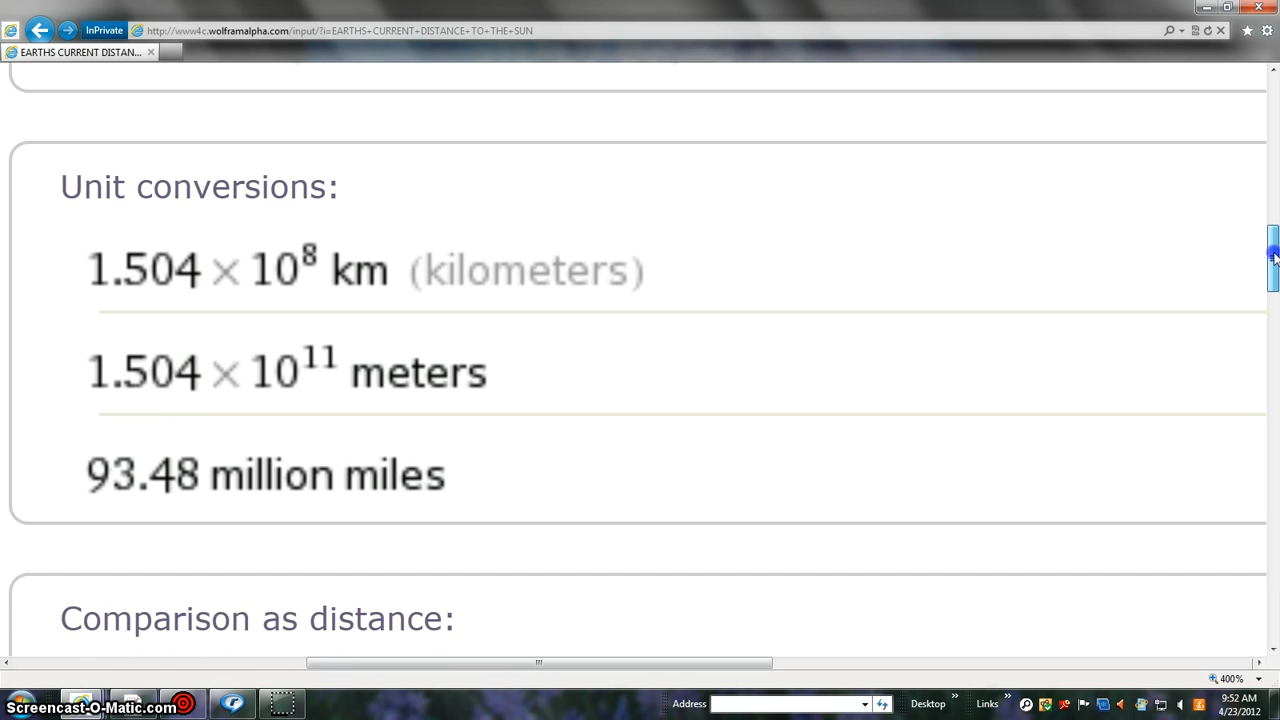 InPrivate
http://www4c.wolframalpha.com/input/?i=EARTHS+CURRENT+DISTANCE+TO+THE+SUN
EARTHS CURRENT DISTAN...
Unit conversions:
1.504 × 10⁸ km (kilometers)
1.504 × 10¹¹ meters
93.48 million miles
Comparison as distance:
400%
Screencast-O-Matic.com
Address
Desktop
Links
9:52 AM
4/23/2012